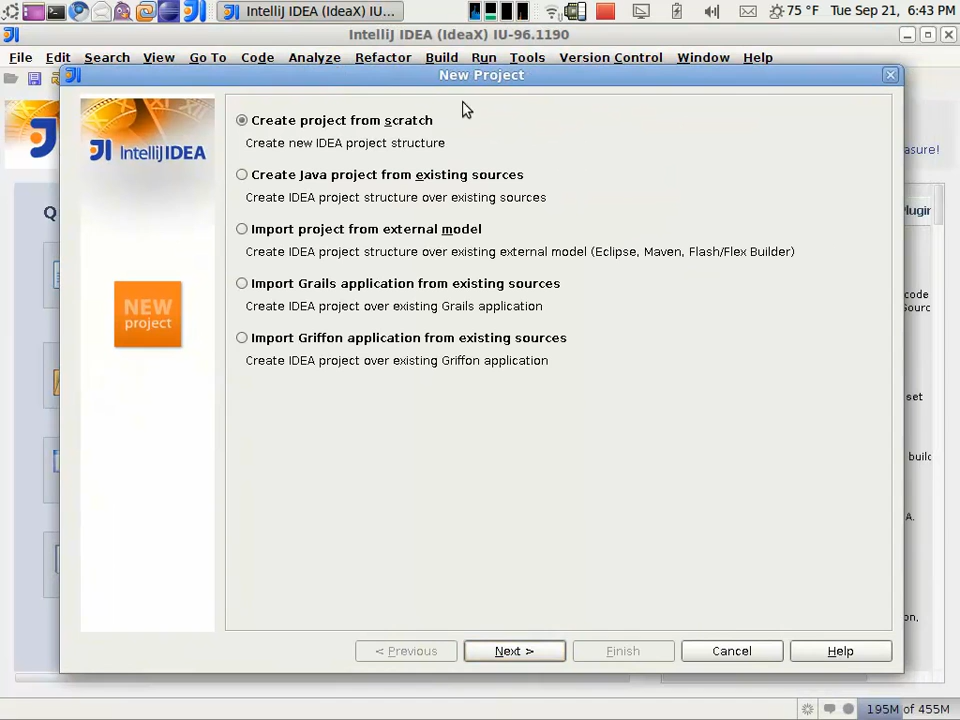 IntelliJ IDEA (IdeaX) IU...
75 °F
Tue Sep 21, 6:43 PM
IntelliJ IDEA (IdeaX) IU-96.1190
File Edit Search View Go To Code Analyze Refactor Build Run Tools Version Control Window Help
New Project
IntelliJIDEA
NEW
project
Create project from scratch
Create new IDEA project structure
Create Java project from existing sources
Create IDEA project structure over existing sources
Import project from external model
Create IDEA project structure over existing external model (Eclipse, Maven, Flash/Flex Builder)
Import Grails application from existing sources
Create IDEA project over existing Grails application
Import Griffon application from existing sources
Create IDEA project over existing Griffon application
< Previous
Next >
Finish
Cancel
Help
Q
asure!
lugir
code
ourc
set
build
A.
on,
195M of 455M